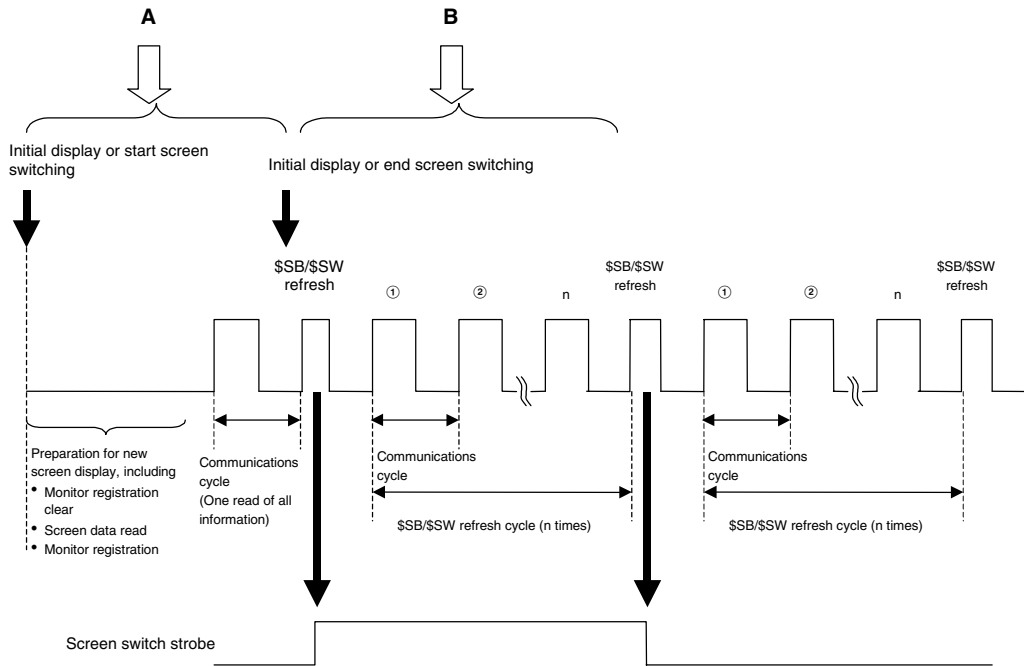 A
B
Initial display or start screen
switching
Initial display or end screen switching
$SB/$SW
refresh
①
②
n
$SB/$SW
refresh
①
②
n
$SB/$SW
refresh
Preparation for new
screen display, including
• Monitor registration
clear
• Screen data read
• Monitor registration
Communications
cycle
(One read of all
information)
Communications
cycle
$SB/$SW refresh cycle (n times)
Communications
cycle
$SB/$SW refresh cycle (n times)
Screen switch strobe